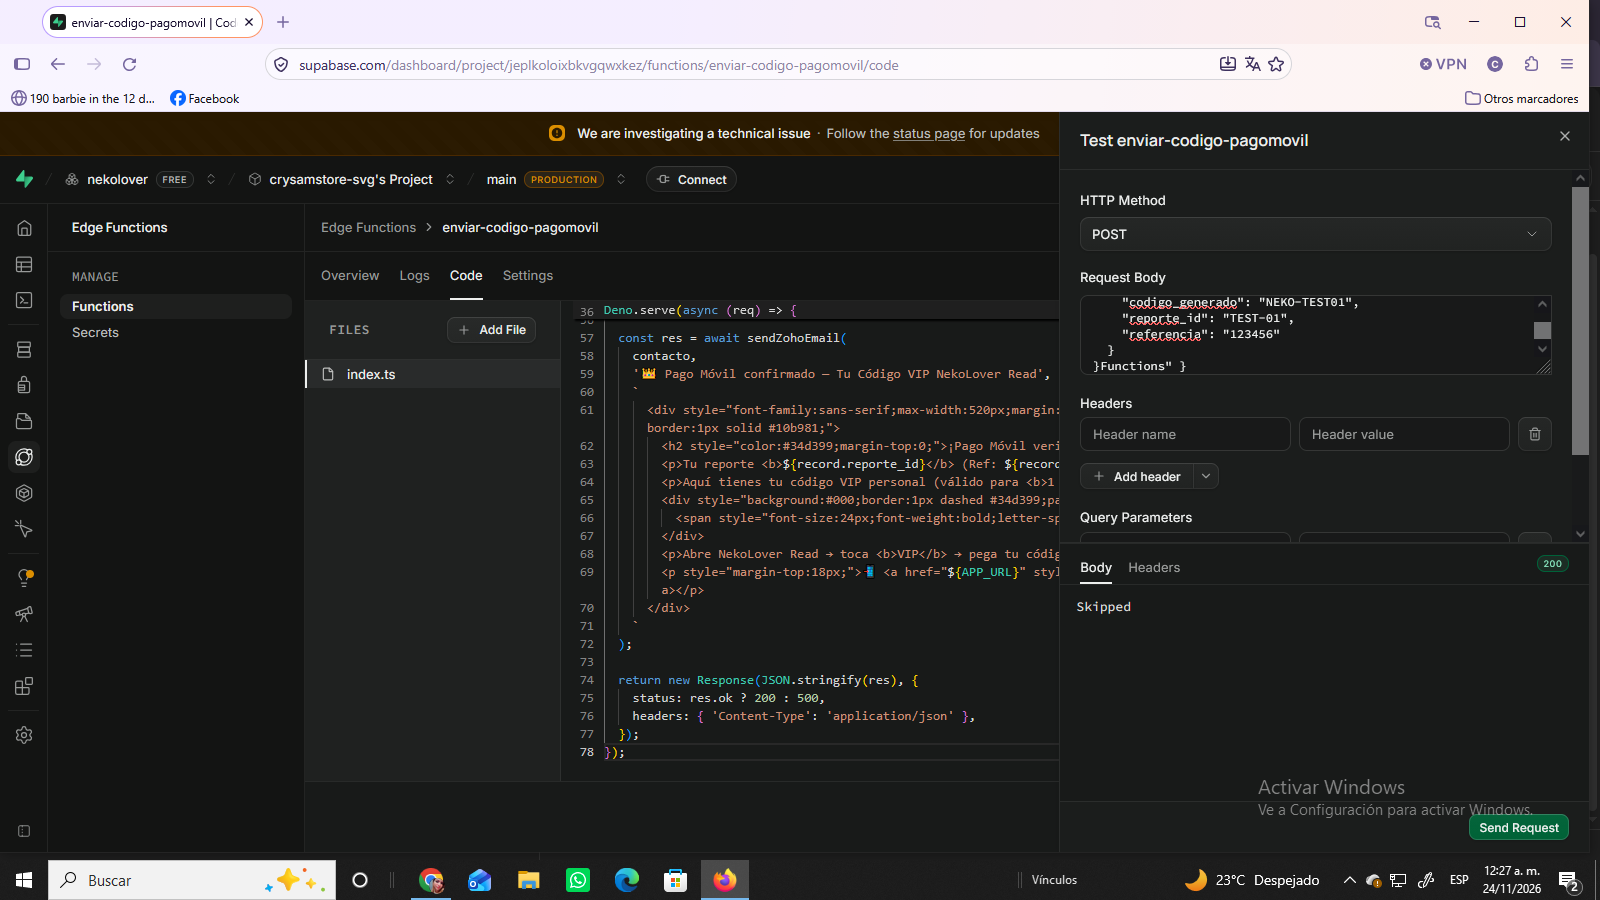 enviar-codigo-pagomovil | Cod
supabase.com/dashboard/project/jeplkoloixbkvgqwxkez/functions/enviar-codigo-pagomovil/code
VPN
C
190 barbie in the 12 d...
Facebook
Otros marcadores
We are investigating a technical issue · Follow the status page for updates
nekolover FREE
crysamstore-svg's Project
main PRODUCTION
Connect
Edge Functions
MANAGE
Functions
Secrets
Edge Functions > enviar-codigo-pagomovil
Overview
Logs
Code
Settings
FILES
+ Add File
index.ts
36 Deno.serve(async (req) => {
57 const res = await sendZohoEmail(
58 contacto,
59 '👑 Pago Móvil confirmado — Tu Código VIP NekoLover Read',
60 `
61 <div style="font-family:sans-serif;max-width:520px;margin:
border:1px solid #10b981;">
62 <h2 style="color:#34d399;margin-top:0;">¡Pago Móvil veri
63 <p>Tu reporte <b>${record.reporte_id}</b> (Ref: ${record
64 <p>Aquí tienes tu código VIP personal (válido para <b>1
65 <div style="background:#000;border:1px dashed #34d399;pa
66 <span style="font-size:24px;font-weight:bold;letter-sp
67 </div>
68 <p>Abre NekoLover Read → toca <b>VIP</b> → pega tu códig
69 <p style="margin-top:18px;">📱 <a href="${APP_URL}" styl
a></p>
70 </div>
71 `
72 );
73
74 return new Response(JSON.stringify(res), {
75 status: res.ok ? 200 : 500,
76 headers: { 'Content-Type': 'application/json' },
77 });
78 });
Test enviar-codigo-pagomovil
HTTP Method
POST
Request Body
"codigo_generado": "NEKO-TEST01",
"reporte_id": "TEST-01",
"referencia": "123456"
}
}Functions" }
Headers
Header name
Header value
+ Add header
Query Parameters
Body
Headers
200
Skipped
Activar Windows
Ve a Configuración para activar Windows.
Send Request
Buscar
Vínculos
23°C Despejado
ESP
12:27 a. m.
24/11/2026
2